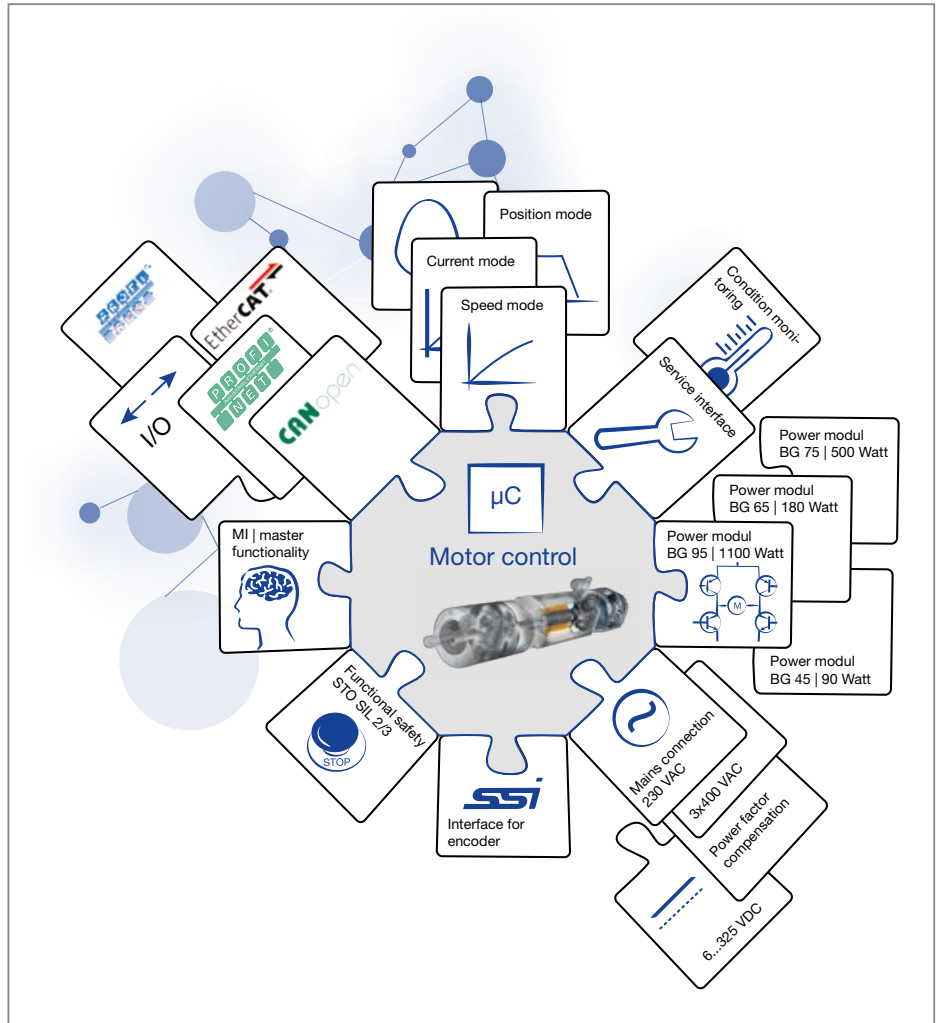 Position mode
Current mode
Speed mode
Condition moni-
toring
Service interface
EtherCAT®
PROFI®
NET
I/O
CANopen
Power modul
BG 75 | 500 Watt
Power modul
BG 65 | 180 Watt
Power modul
BG 95 | 1100 Watt
M
Power modul
BG 45 | 90 Watt
µC
Motor control
MI | master
functionality
Functional safety
STO SIL 2/3
STOP
SSi
Interface for
encoder
Mains connection
230 VAC
3x400 VAC
Power factor
compensation
6...325 VDC